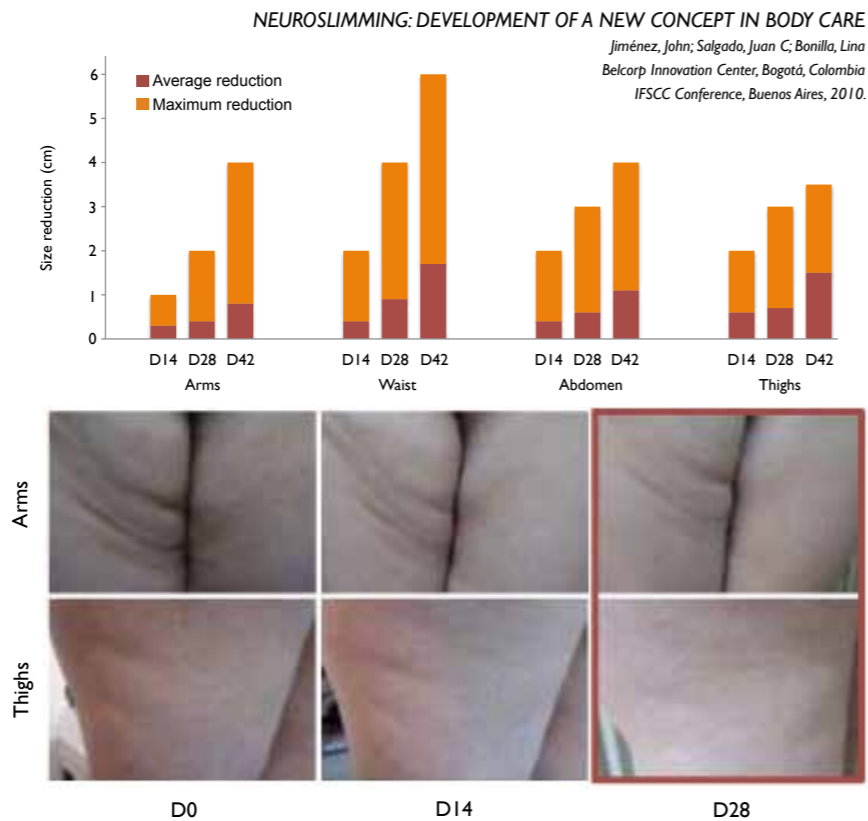 NEUROSLIMMING: DEVELOPMENT OF A NEW CONCEPT IN BODY CARE
Jiménez, John; Salgado, Juan C; Bonilla, Lina
Belcorp Innovation Center, Bogotá, Colombia
IFSCC Conference, Buenos Aires, 2010.
Average reduction
Maximum reduction
Size reduction (cm)
6
5
4
3
2
1
0
D14 D28 D42 D14 D28 D42 D14 D28 D42 D14 D28 D42
Arms Waist Abdomen Thighs
Arms
Thighs
D0 D14 D28